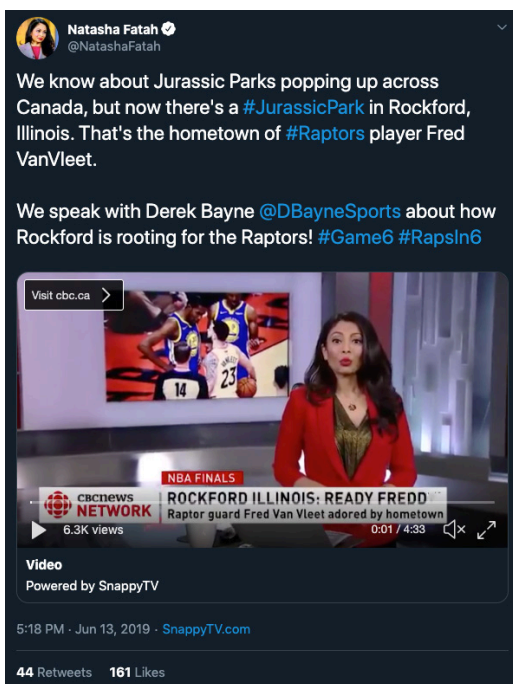 Natasha Fatah
@NatashaFatah
We know about Jurassic Parks popping up across
Canada, but now there's a #JurassicPark in Rockford,
Illinois. That's the hometown of #Raptors player Fred
VanVleet.
We speak with Derek Bayne @DBayneSports about how
Rockford is rooting for the Raptors! #Game6 #RapsIn6
Visit cbc.ca
14
23
NBA FINALS
cbcnews
NETWORK
ROCKFORD ILLINOIS: READY FREDD
Raptor guard Fred Van Vleet adored by hometown
6.3K views
0:01 / 4:33
Video
Powered by SnappyTV
5:18 PM · Jun 13, 2019 · SnappyTV.com
44 Retweets 161 Likes